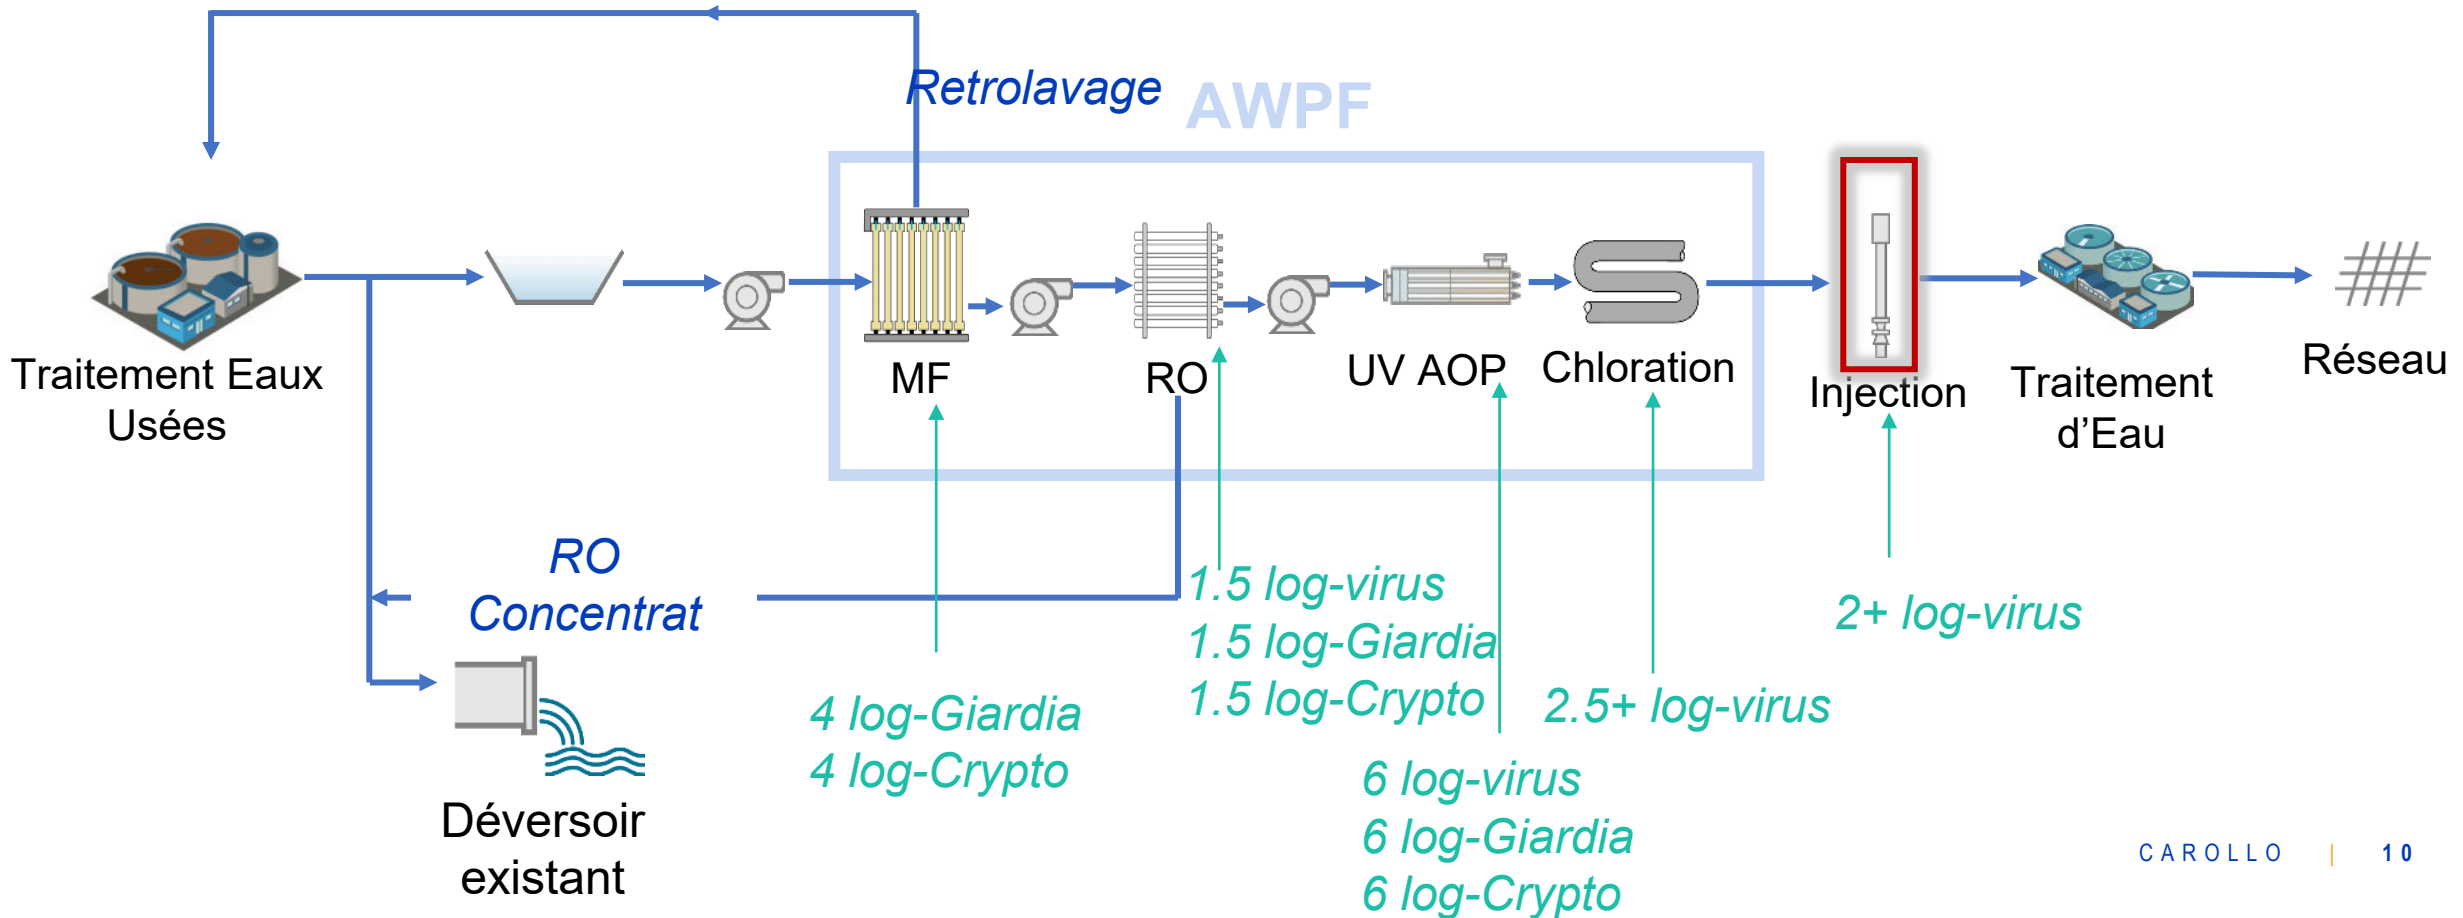 Retrolavage
AWPF
Traitement Eaux
Usées
MF
RO
UV AOP
Chloration
Injection
Traitement
d’Eau
Réseau
RO
Concentrat
4 log-Giardia
4 log-Crypto
1.5 log-virus
1.5 log-Giardia
1.5 log-Crypto
6 log-virus
6 log-Giardia
6 log-Crypto
2.5+ log-virus
2+ log-virus
Déversoir
existant
CAROLLO | 10